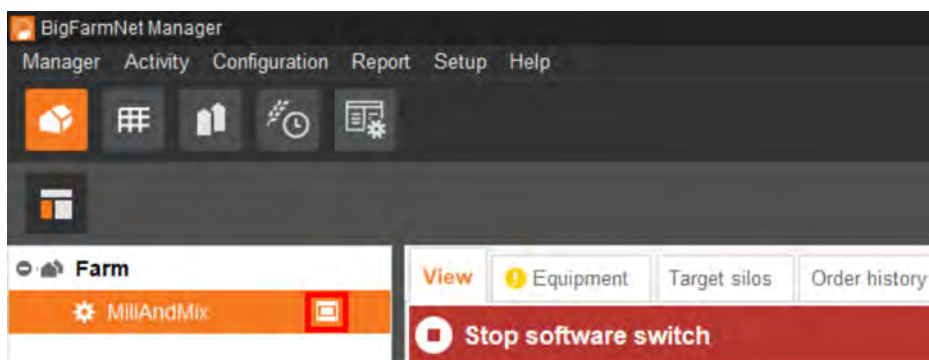 BigFarmNet Manager
Manager Activity Configuration Report Setup Help
Farm
MillAndMix
View Equipment Target silos Order history
Stop software switch